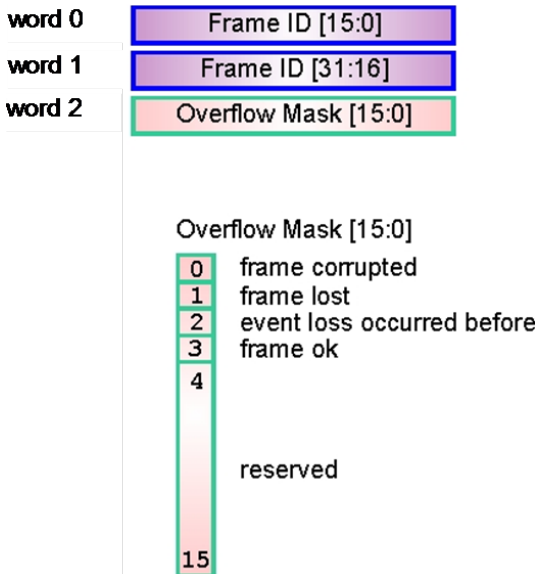 word 0 Frame ID [15:0]
word 1 Frame ID [31:16]
word 2 Overflow Mask [15:0]
Overflow Mask [15:0]
0 frame corrupted
1 frame lost
2 event loss occurred before
3 frame ok
4
reserved
15